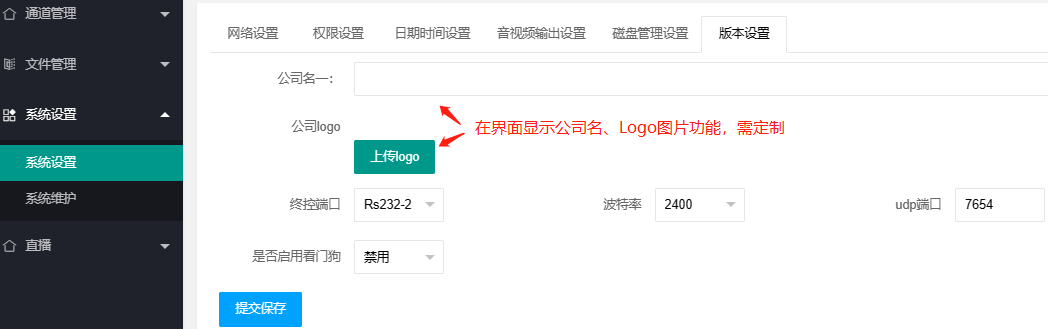 通道管理
文件管理
系统设置
系统设置
系统维护
直播
网络设置 权限设置 日期时间设置 音视频输出设置 磁盘管理设置 版本设置
公司名一：
公司logo
在界面显示公司名、Logo图片功能，需定制
上传logo
终控端口 Rs232-2 波特率 2400 udp端口 7654
是否启用看门狗 禁用
提交保存